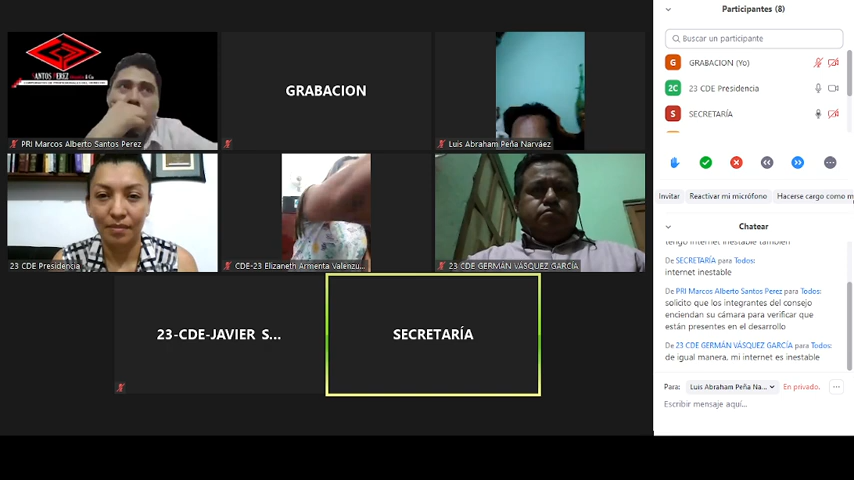 SANTOS PEREZ
PRI Marcos Alberto Santos Perez
GRABACION
Luis Abraham Peña Narváez
23 CDE Presidencia
CDE-23 Elizaneth Armenta Valenzu...
23 CDE GERMÁN VÁSQUEZ GARCÍA
23-CDE-JAVIER S...
SECRETARÍA
Participantes (8)
Buscar un participante
G GRABACION (Yo)
2C 23 CDE Presidencia
S SECRETARÍA
Invitar
Reactivar mi micrófono
Hacerse cargo como m
Chatear
tengo internet inestable tambien
De SECRETARÍA para Todos:
internet inestable
De PRI Marcos Alberto Santos Perez para Todos:
solicito que los integrantes del consejo
enciendan su cámara para verificar que
están presentes en el desarrollo
De 23 CDE GERMÁN VÁSQUEZ GARCÍA para Todos:
de igual manera, mi internet es inestable
Para: Luis Abraham Peña Na... En privado.
Escribir mensaje aquí...